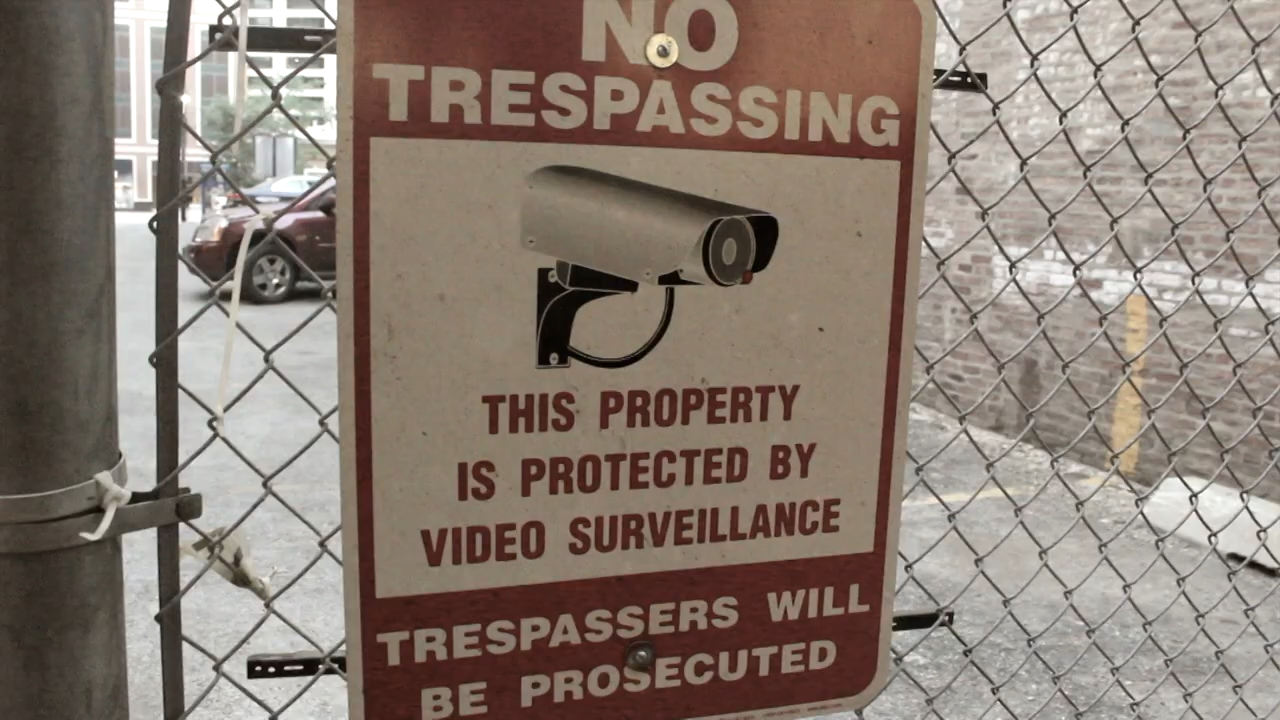 NO
TRESPASSING
THIS PROPERTY
IS PROTECTED BY
VIDEO SURVEILLANCE
TRESPASSERS WILL
BE PROSECUTED